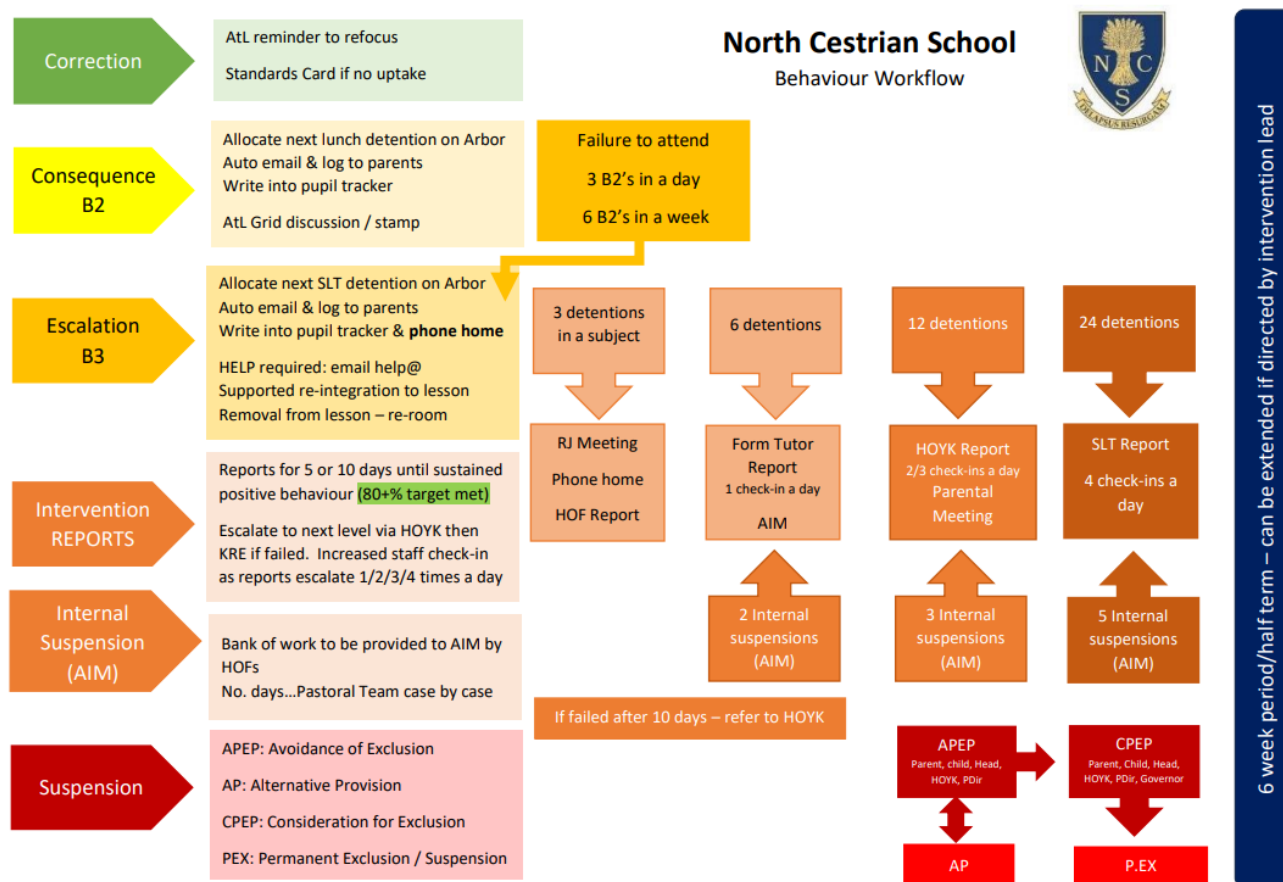 North Cestrian School
Behaviour Workflow
N C
S
DELAPSUS RESURGAM
Correction
AtL reminder to refocus
Standards Card if no uptake
Consequence
B2
Allocate next lunch detention on Arbor
Auto email & log to parents
Write into pupil tracker
AtL Grid discussion / stamp
Failure to attend
3 B2's in a day
6 B2's in a week
Escalation
B3
Allocate next SLT detention on Arbor
Auto email & log to parents
Write into pupil tracker & phone home
HELP required: email help@
Supported re-integration to lesson
Removal from lesson – re-room
3 detentions
in a subject
6 detentions
12 detentions
24 detentions
RJ Meeting
Phone home
HOF Report
Form Tutor
Report
1 check-in a day
AIM
HOYK Report
2/3 check-ins a day
Parental
Meeting
SLT Report
4 check-ins a
day
Intervention
REPORTS
Reports for 5 or 10 days until sustained
positive behaviour (80+% target met)
Escalate to next level via HOYK then
KRE if failed.  Increased staff check-in
as reports escalate 1/2/3/4 times a day
Internal
Suspension
(AIM)
Bank of work to be provided to AIM by
HOFs
No. days...Pastoral Team case by case
2 Internal
suspensions
(AIM)
3 Internal
suspensions
(AIM)
5 Internal
suspensions
(AIM)
If failed after 10 days – refer to HOYK
Suspension
APEP: Avoidance of Exclusion
AP: Alternative Provision
CPEP: Consideration for Exclusion
PEX: Permanent Exclusion / Suspension
APEP
Parent, child, Head,
HOYK, PDir
CPEP
Parent, Child, Head,
HOYK, PDir, Governor
AP
P.EX
6 week period/half term – can be extended if directed by intervention lead